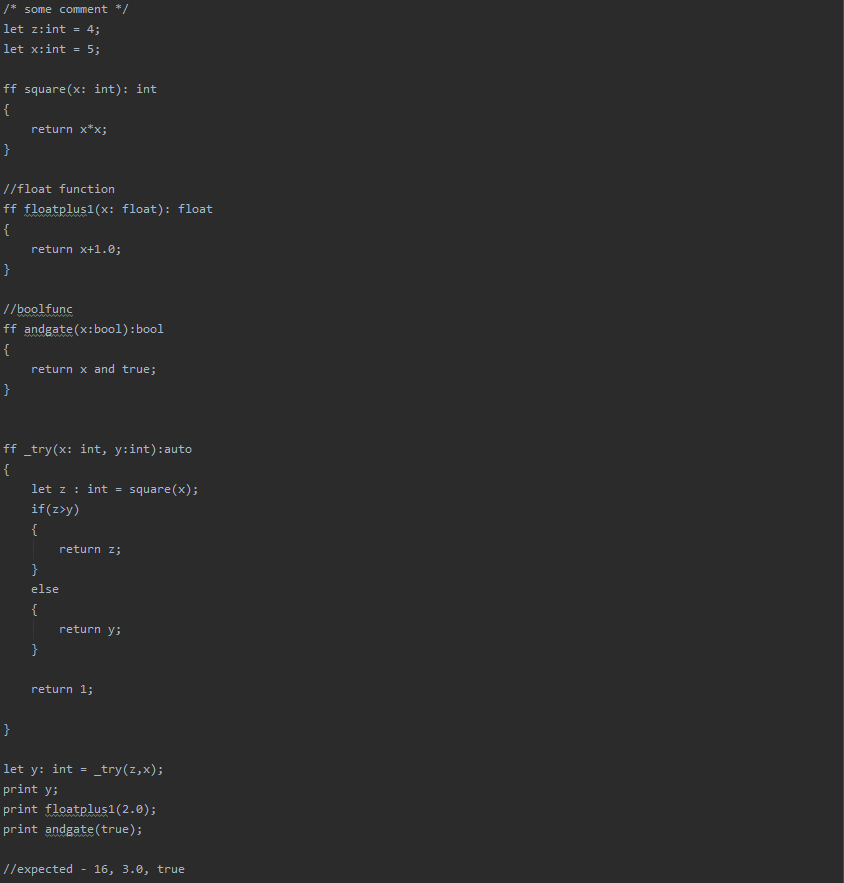 /* some comment */
let z:int = 4;
let x:int = 5;
ff square(x: int): int
{
return x*x;
}
//float function
ff floatplus1(x: float): float
{
return x+1.0;
}
//boolfunc
ff andgate(x:bool):bool
{
return x and true;
}
ff _try(x: int, y:int):auto
{
let z : int = square(x);
if(z>y)
{
return z;
}
else
{
return y;
}
return 1;
}
let y: int = _try(z,x);
print y;
print floatplus1(2.0);
print andgate(true);
//expected - 16, 3.0, true